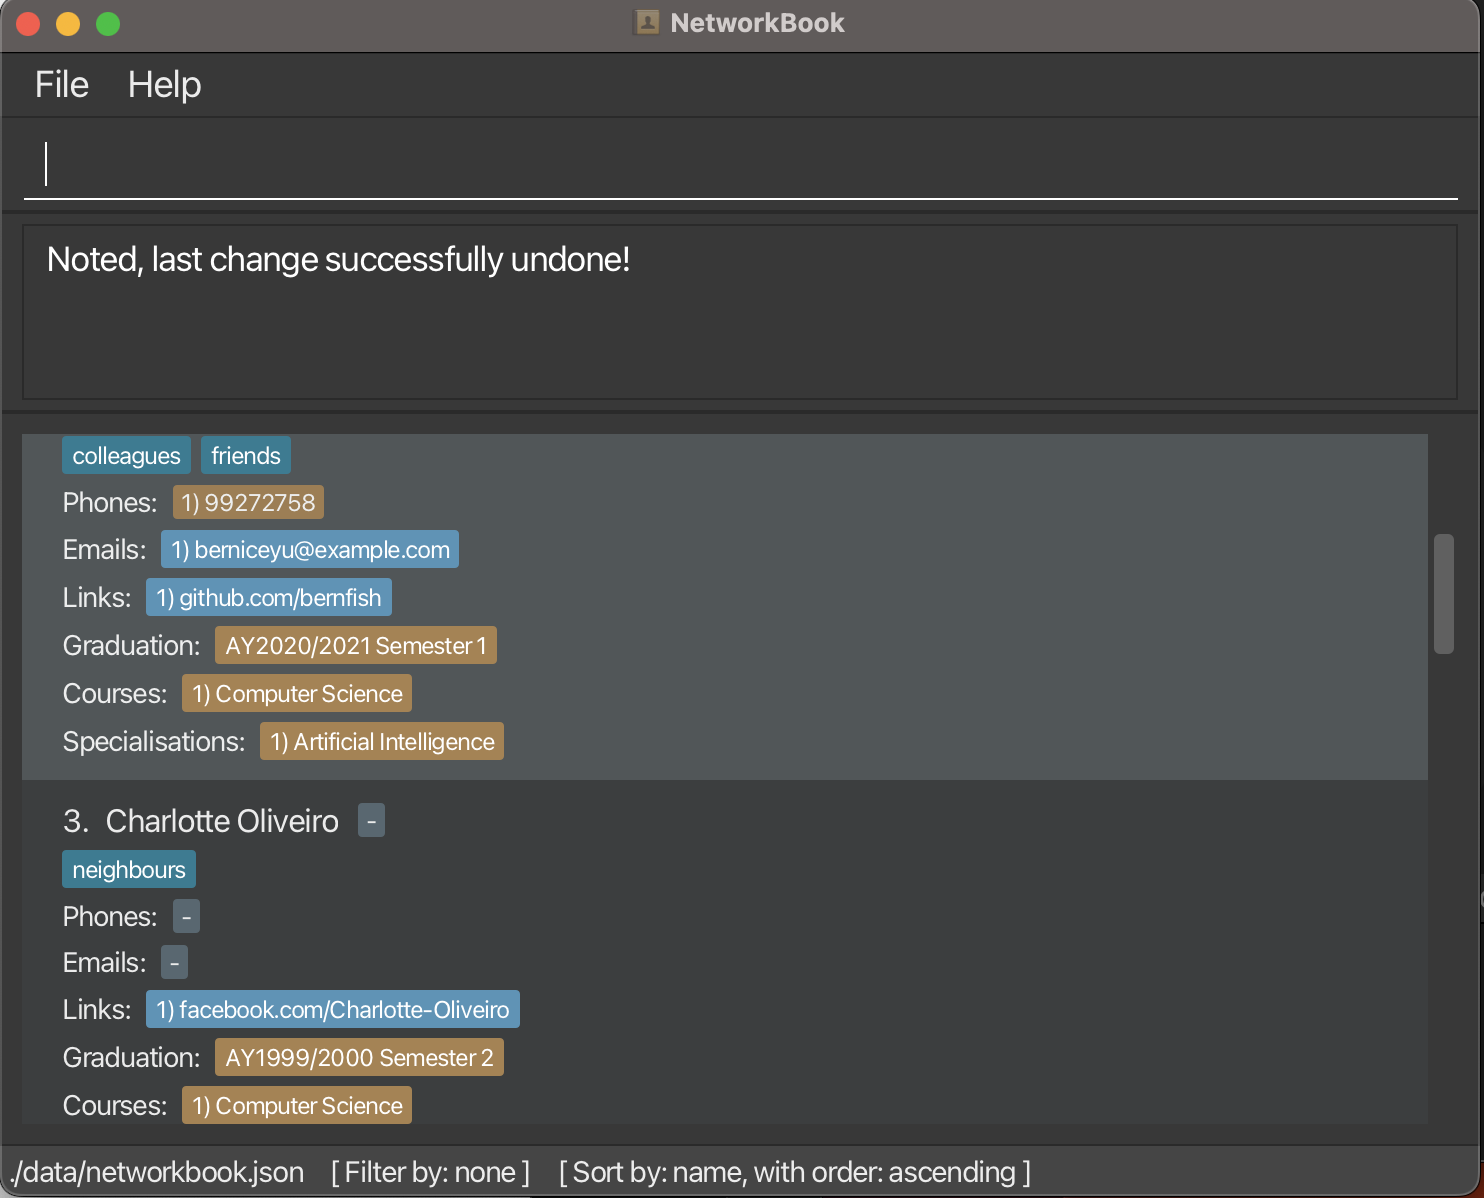 NetworkBook
File Help
Noted, last change successfully undone!
colleagues friends
Phones: 1) 99272758
Emails: 1) berniceyu@example.com
Links: 1) github.com/bernfish
Graduation: AY2020/2021 Semester 1
Courses: 1) Computer Science
Specialisations: 1) Artificial Intelligence
3. Charlotte Oliveiro -
neighbours
Phones: -
Emails: -
Links: 1) facebook.com/Charlotte-Oliveiro
Graduation: AY1999/2000 Semester 2
Courses: 1) Computer Science
./data/networkbook.json [ Filter by: none ] [ Sort by: name, with order: ascending ]